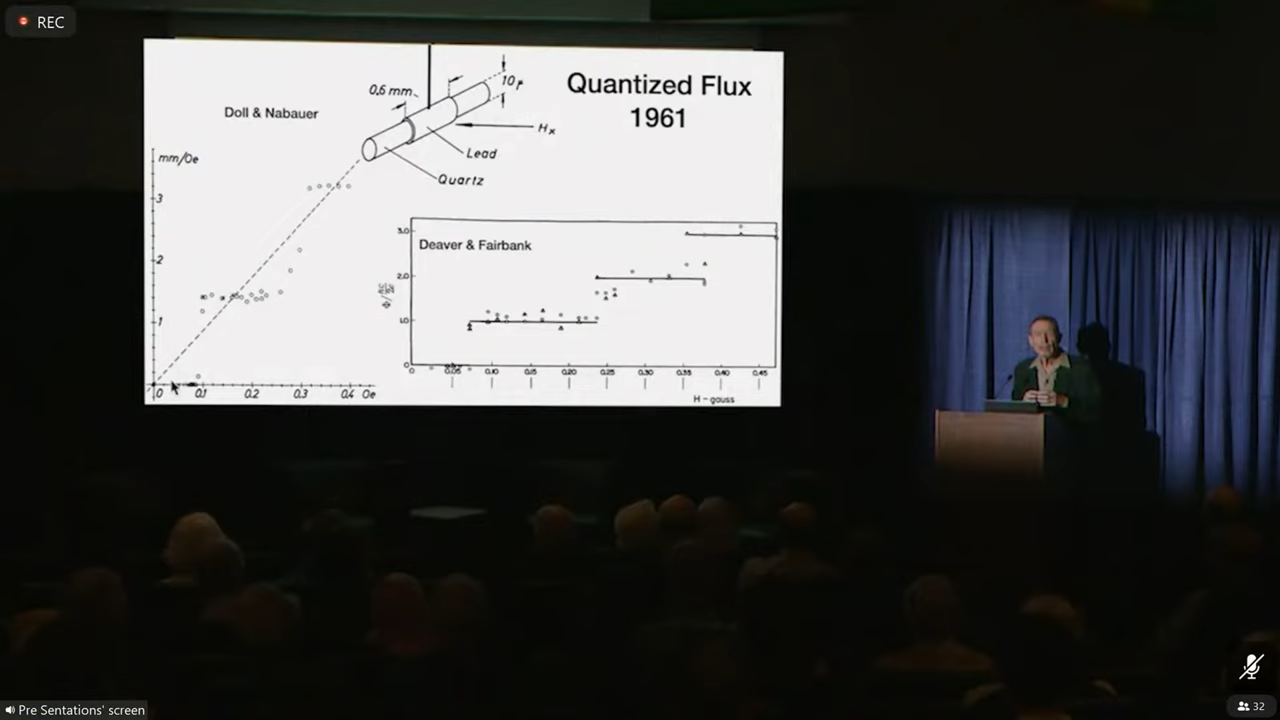 REC
Quantized Flux
1961
Doll & Nabauer
0,6 mm
10 μ
Hx
Lead
Quartz
mm/Oe
3
2
1
0
0,1
0,2
0,3
0,4 Oe
Deaver & Fairbank
3.0
2.0
1.0
0
0
0.05
0.10
0.15
0.20
0.25
0.30
0.35
0.40
0.45
H - gauss
Pre Sentations' screen
32